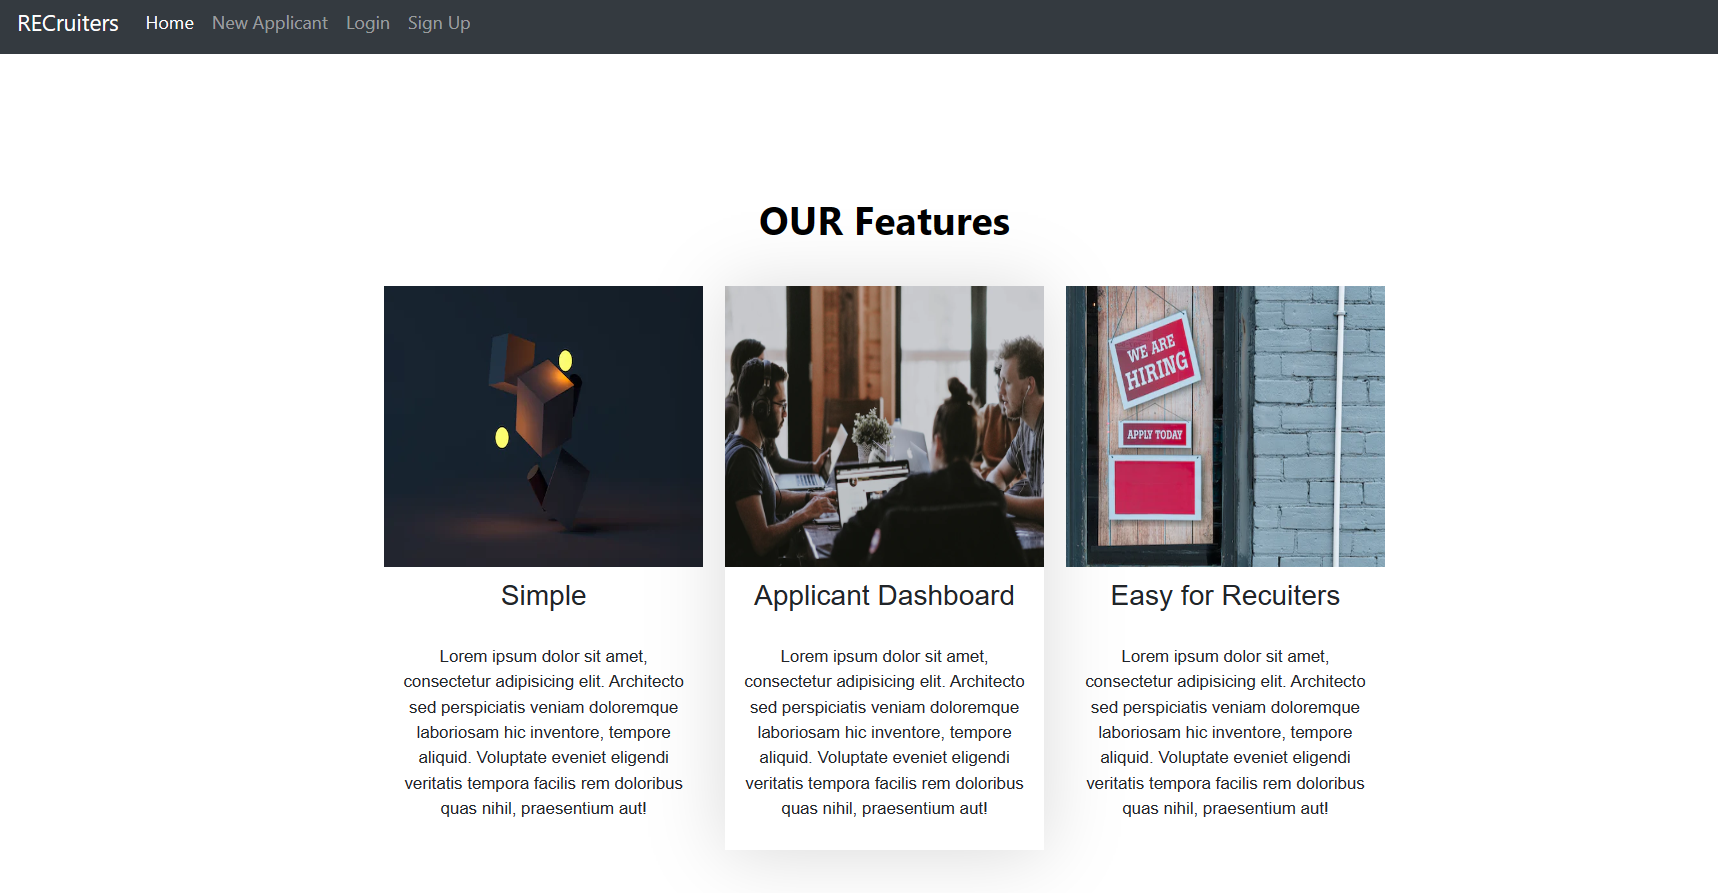 RECruiters Home New Applicant Login Sign Up
OUR Features
WE ARE
HIRING
APPLY TODAY
Simple
Lorem ipsum dolor sit amet,
consectetur adipisicing elit. Architecto
sed perspiciatis veniam doloremque
laboriosam hic inventore, tempore
aliquid. Voluptate eveniet eligendi
veritatis tempora facilis rem doloribus
quas nihil, praesentium aut!
Applicant Dashboard
Lorem ipsum dolor sit amet,
consectetur adipisicing elit. Architecto
sed perspiciatis veniam doloremque
laboriosam hic inventore, tempore
aliquid. Voluptate eveniet eligendi
veritatis tempora facilis rem doloribus
quas nihil, praesentium aut!
Easy for Recuiters
Lorem ipsum dolor sit amet,
consectetur adipisicing elit. Architecto
sed perspiciatis veniam doloremque
laboriosam hic inventore, tempore
aliquid. Voluptate eveniet eligendi
veritatis tempora facilis rem doloribus
quas nihil, praesentium aut!